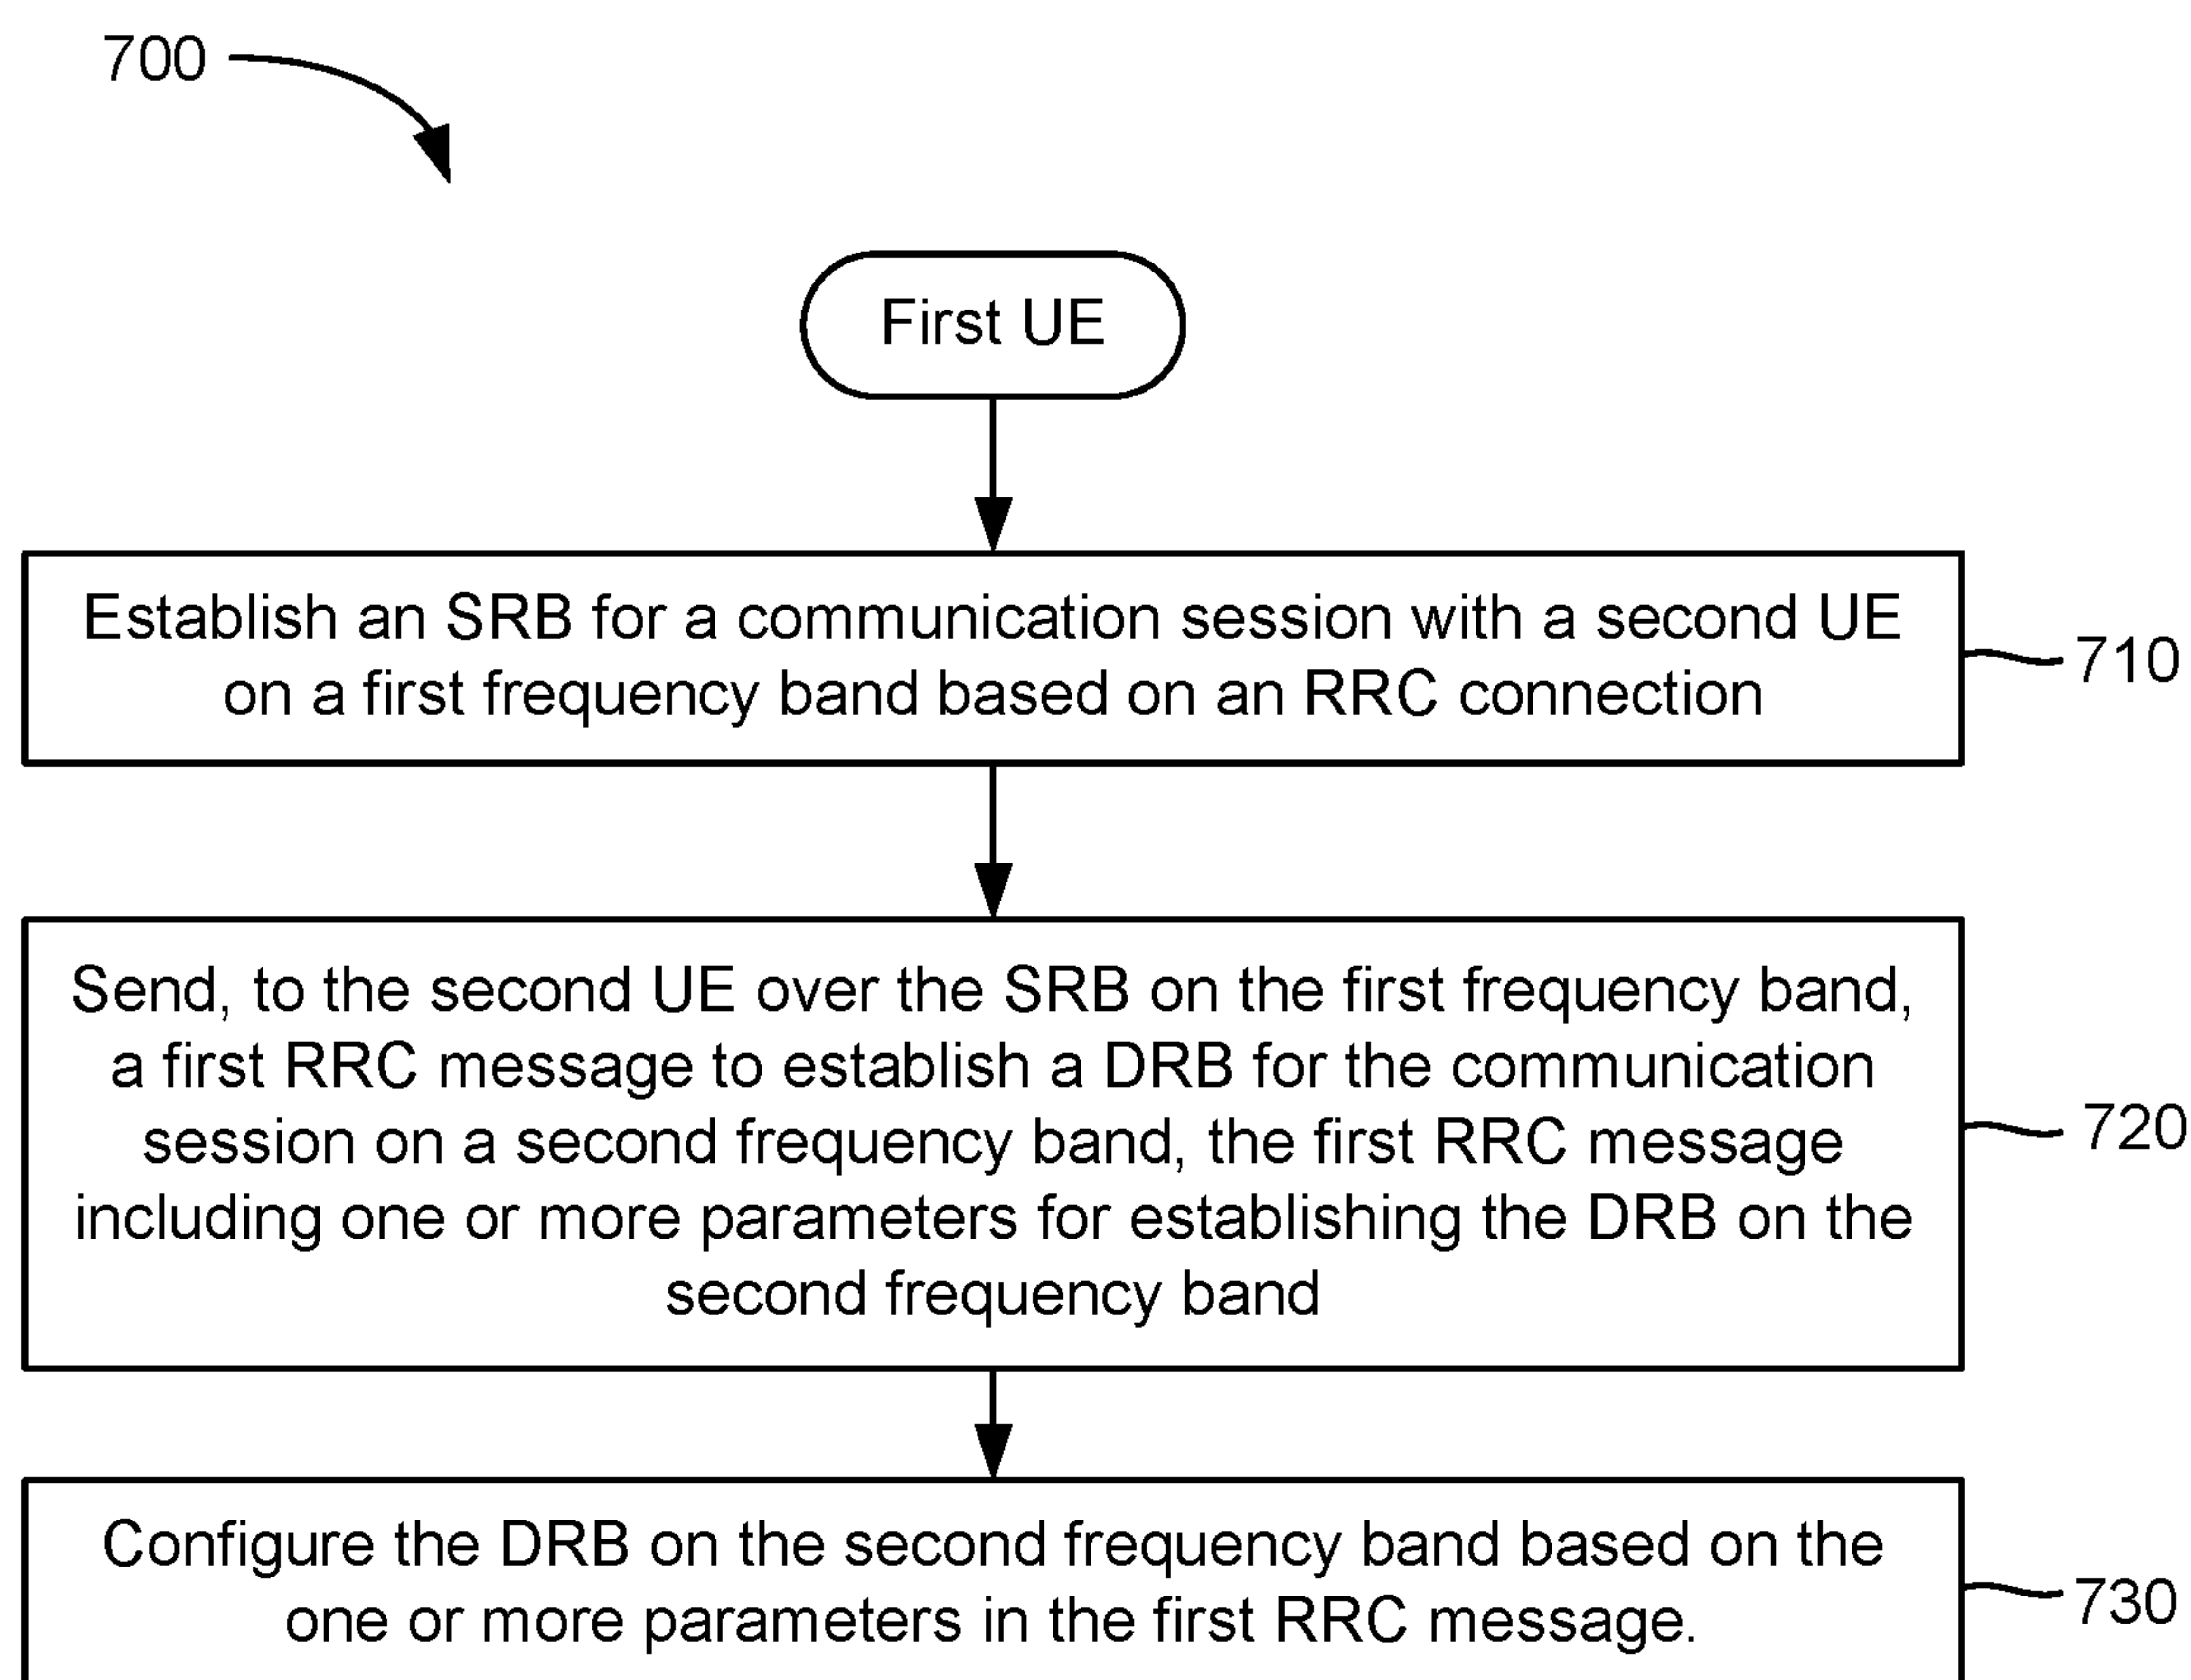 700
First UE
Establish an SRB for a communication session with a second UE
on a first frequency band based on an RRC connection
710
Send, to the second UE over the SRB on the first frequency band,
a first RRC message to establish a DRB for the communication
session on a second frequency band, the first RRC message
including one or more parameters for establishing the DRB on the
second frequency band
720
Configure the DRB on the second frequency band based on the
one or more parameters in the first RRC message.
730